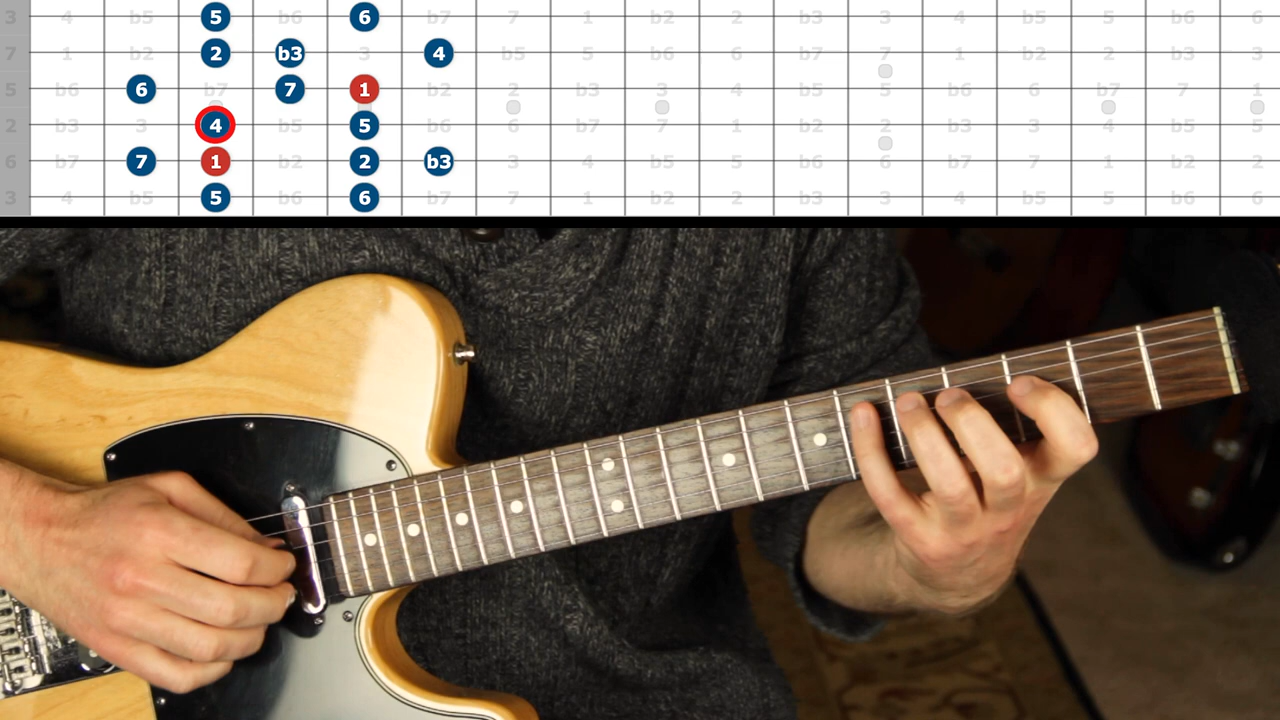 3 4 b5 5 b6 6 b7 7 1 b2 2 b3 3 4 b5 5 b6 6
7 1 b2 2 b3 3 4 b5 5 b6 6 b7 7 1 b2 2 b3 3
5 b6 6 b7 7 1 b2 2 b3 3 4 b5 5 b6 6 b7 7 1
2 b3 3 4 b5 5 b6 6 b7 7 1 b2 2 b3 3 4 b5 5
6 b7 7 1 b2 2 b3 3 4 b5 5 b6 6 b7 7 1 b2 2
3 4 b5 5 b6 6 b7 7 1 b2 2 b3 3 4 b5 5 b6 6